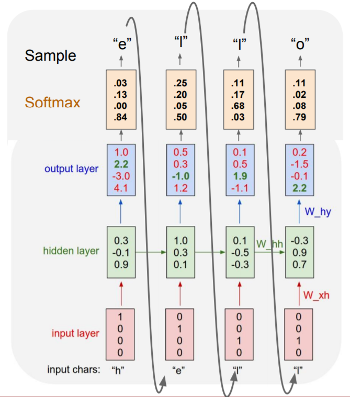 Sample "e" "l" "l" "o"
Softmax
.03 .25 .11 .11
.13 .20 .17 .02
.00 .05 .68 .08
.84 .50 .03 .79
output layer
1.0 0.5 0.1 0.2
2.2 0.3 0.5 -1.5
-3.0 -1.0 1.9 -0.1
4.1 1.2 -1.1 2.2
W_hy
hidden layer
0.3 1.0 0.1 -0.3
-0.1 0.3 -0.5 0.9
0.9 0.1 -0.3 0.7
W_hh
W_xh
input layer
1 0 0 0
0 1 0 0
0 0 1 1
0 0 0 0
input chars: "h" "e" "l" "l"